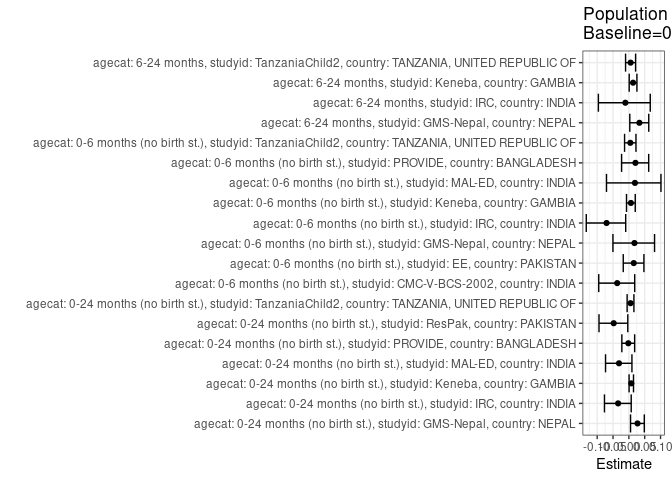 Population
Baseline=0
agecat: 6-24 months, studyid: TanzaniaChild2, country: TANZANIA, UNITED REPUBLIC OF
agecat: 6-24 months, studyid: Keneba, country: GAMBIA
agecat: 6-24 months, studyid: IRC, country: INDIA
agecat: 6-24 months, studyid: GMS-Nepal, country: NEPAL
agecat: 0-6 months (no birth st.), studyid: TanzaniaChild2, country: TANZANIA, UNITED REPUBLIC OF
agecat: 0-6 months (no birth st.), studyid: PROVIDE, country: BANGLADESH
agecat: 0-6 months (no birth st.), studyid: MAL-ED, country: INDIA
agecat: 0-6 months (no birth st.), studyid: Keneba, country: GAMBIA
agecat: 0-6 months (no birth st.), studyid: IRC, country: INDIA
agecat: 0-6 months (no birth st.), studyid: GMS-Nepal, country: NEPAL
agecat: 0-6 months (no birth st.), studyid: EE, country: PAKISTAN
agecat: 0-6 months (no birth st.), studyid: CMC-V-BCS-2002, country: INDIA
agecat: 0-24 months (no birth st.), studyid: TanzaniaChild2, country: TANZANIA, UNITED REPUBLIC OF
agecat: 0-24 months (no birth st.), studyid: ResPak, country: PAKISTAN
agecat: 0-24 months (no birth st.), studyid: PROVIDE, country: BANGLADESH
agecat: 0-24 months (no birth st.), studyid: MAL-ED, country: INDIA
agecat: 0-24 months (no birth st.), studyid: Keneba, country: GAMBIA
agecat: 0-24 months (no birth st.), studyid: IRC, country: INDIA
agecat: 0-24 months (no birth st.), studyid: GMS-Nepal, country: NEPAL
-0.10 -0.05 0.00 0.05 0.10
Estimate